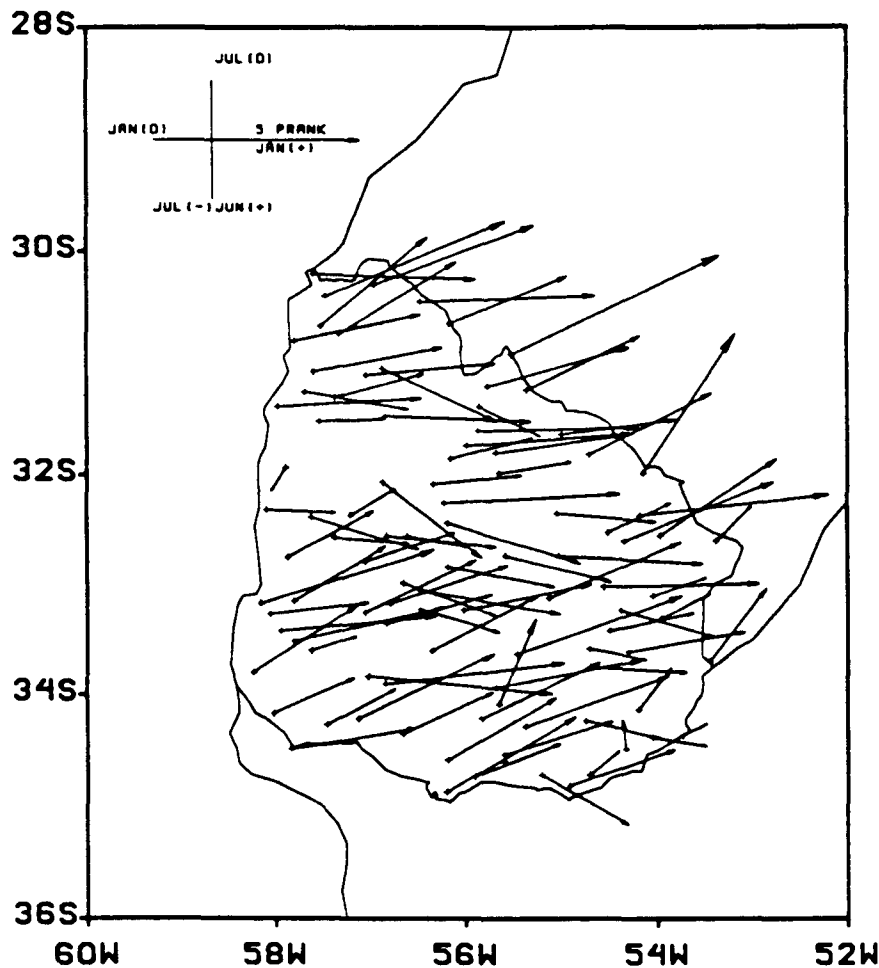 28S
JUL(0)
JAN(0) 5 PRANK
JAN(+)
JUL(-)JUN(+)
30S
32S
34S
36S
60W 58W 56W 54W 52W